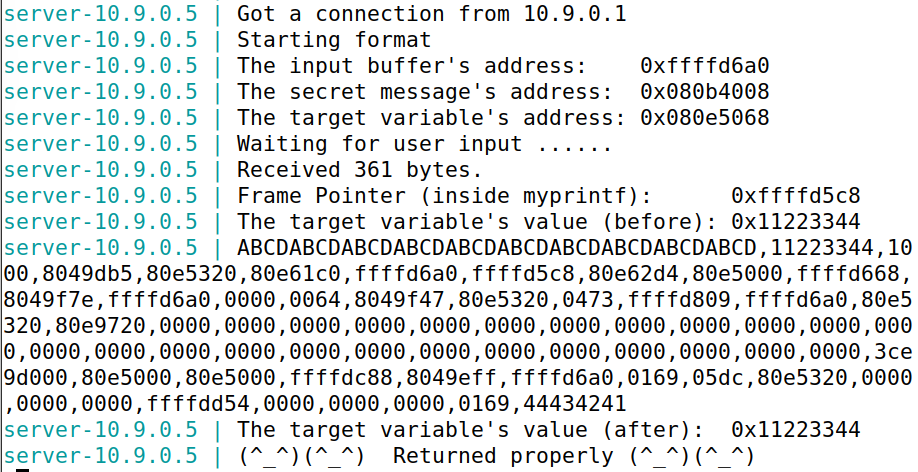 server-10.9.0.5 | Got a connection from 10.9.0.1
server-10.9.0.5 | Starting format
server-10.9.0.5 | The input buffer's address:    0xffffd6a0
server-10.9.0.5 | The secret message's address:  0x080b4008
server-10.9.0.5 | The target variable's address: 0x080e5068
server-10.9.0.5 | Waiting for user input ......
server-10.9.0.5 | Received 361 bytes.
server-10.9.0.5 | Frame Pointer (inside myprintf):      0xffffd5c8
server-10.9.0.5 | The target variable's value (before): 0x11223344
server-10.9.0.5 | ABCDABCDABCDABCDABCDABCDABCDABCDABCDABCD,11223344,10
00,8049db5,80e5320,80e61c0,ffffd6a0,ffffd5c8,80e62d4,80e5000,ffffd668,
8049f7e,ffffd6a0,0000,0064,8049f47,80e5320,0473,ffffd809,ffffd6a0,80e5
320,80e9720,0000,0000,0000,0000,0000,0000,0000,0000,0000,0000,0000,000
0,0000,0000,0000,0000,0000,0000,0000,0000,0000,0000,0000,0000,0000,3ce
9d000,80e5000,80e5000,ffffdc88,8049eff,ffffd6a0,0169,05dc,80e5320,0000
,0000,0000,ffffdd54,0000,0000,0000,0169,44434241
server-10.9.0.5 | The target variable's value (after):  0x11223344
server-10.9.0.5 | (^_^)(^_^)  Returned properly (^_^)(^_^)